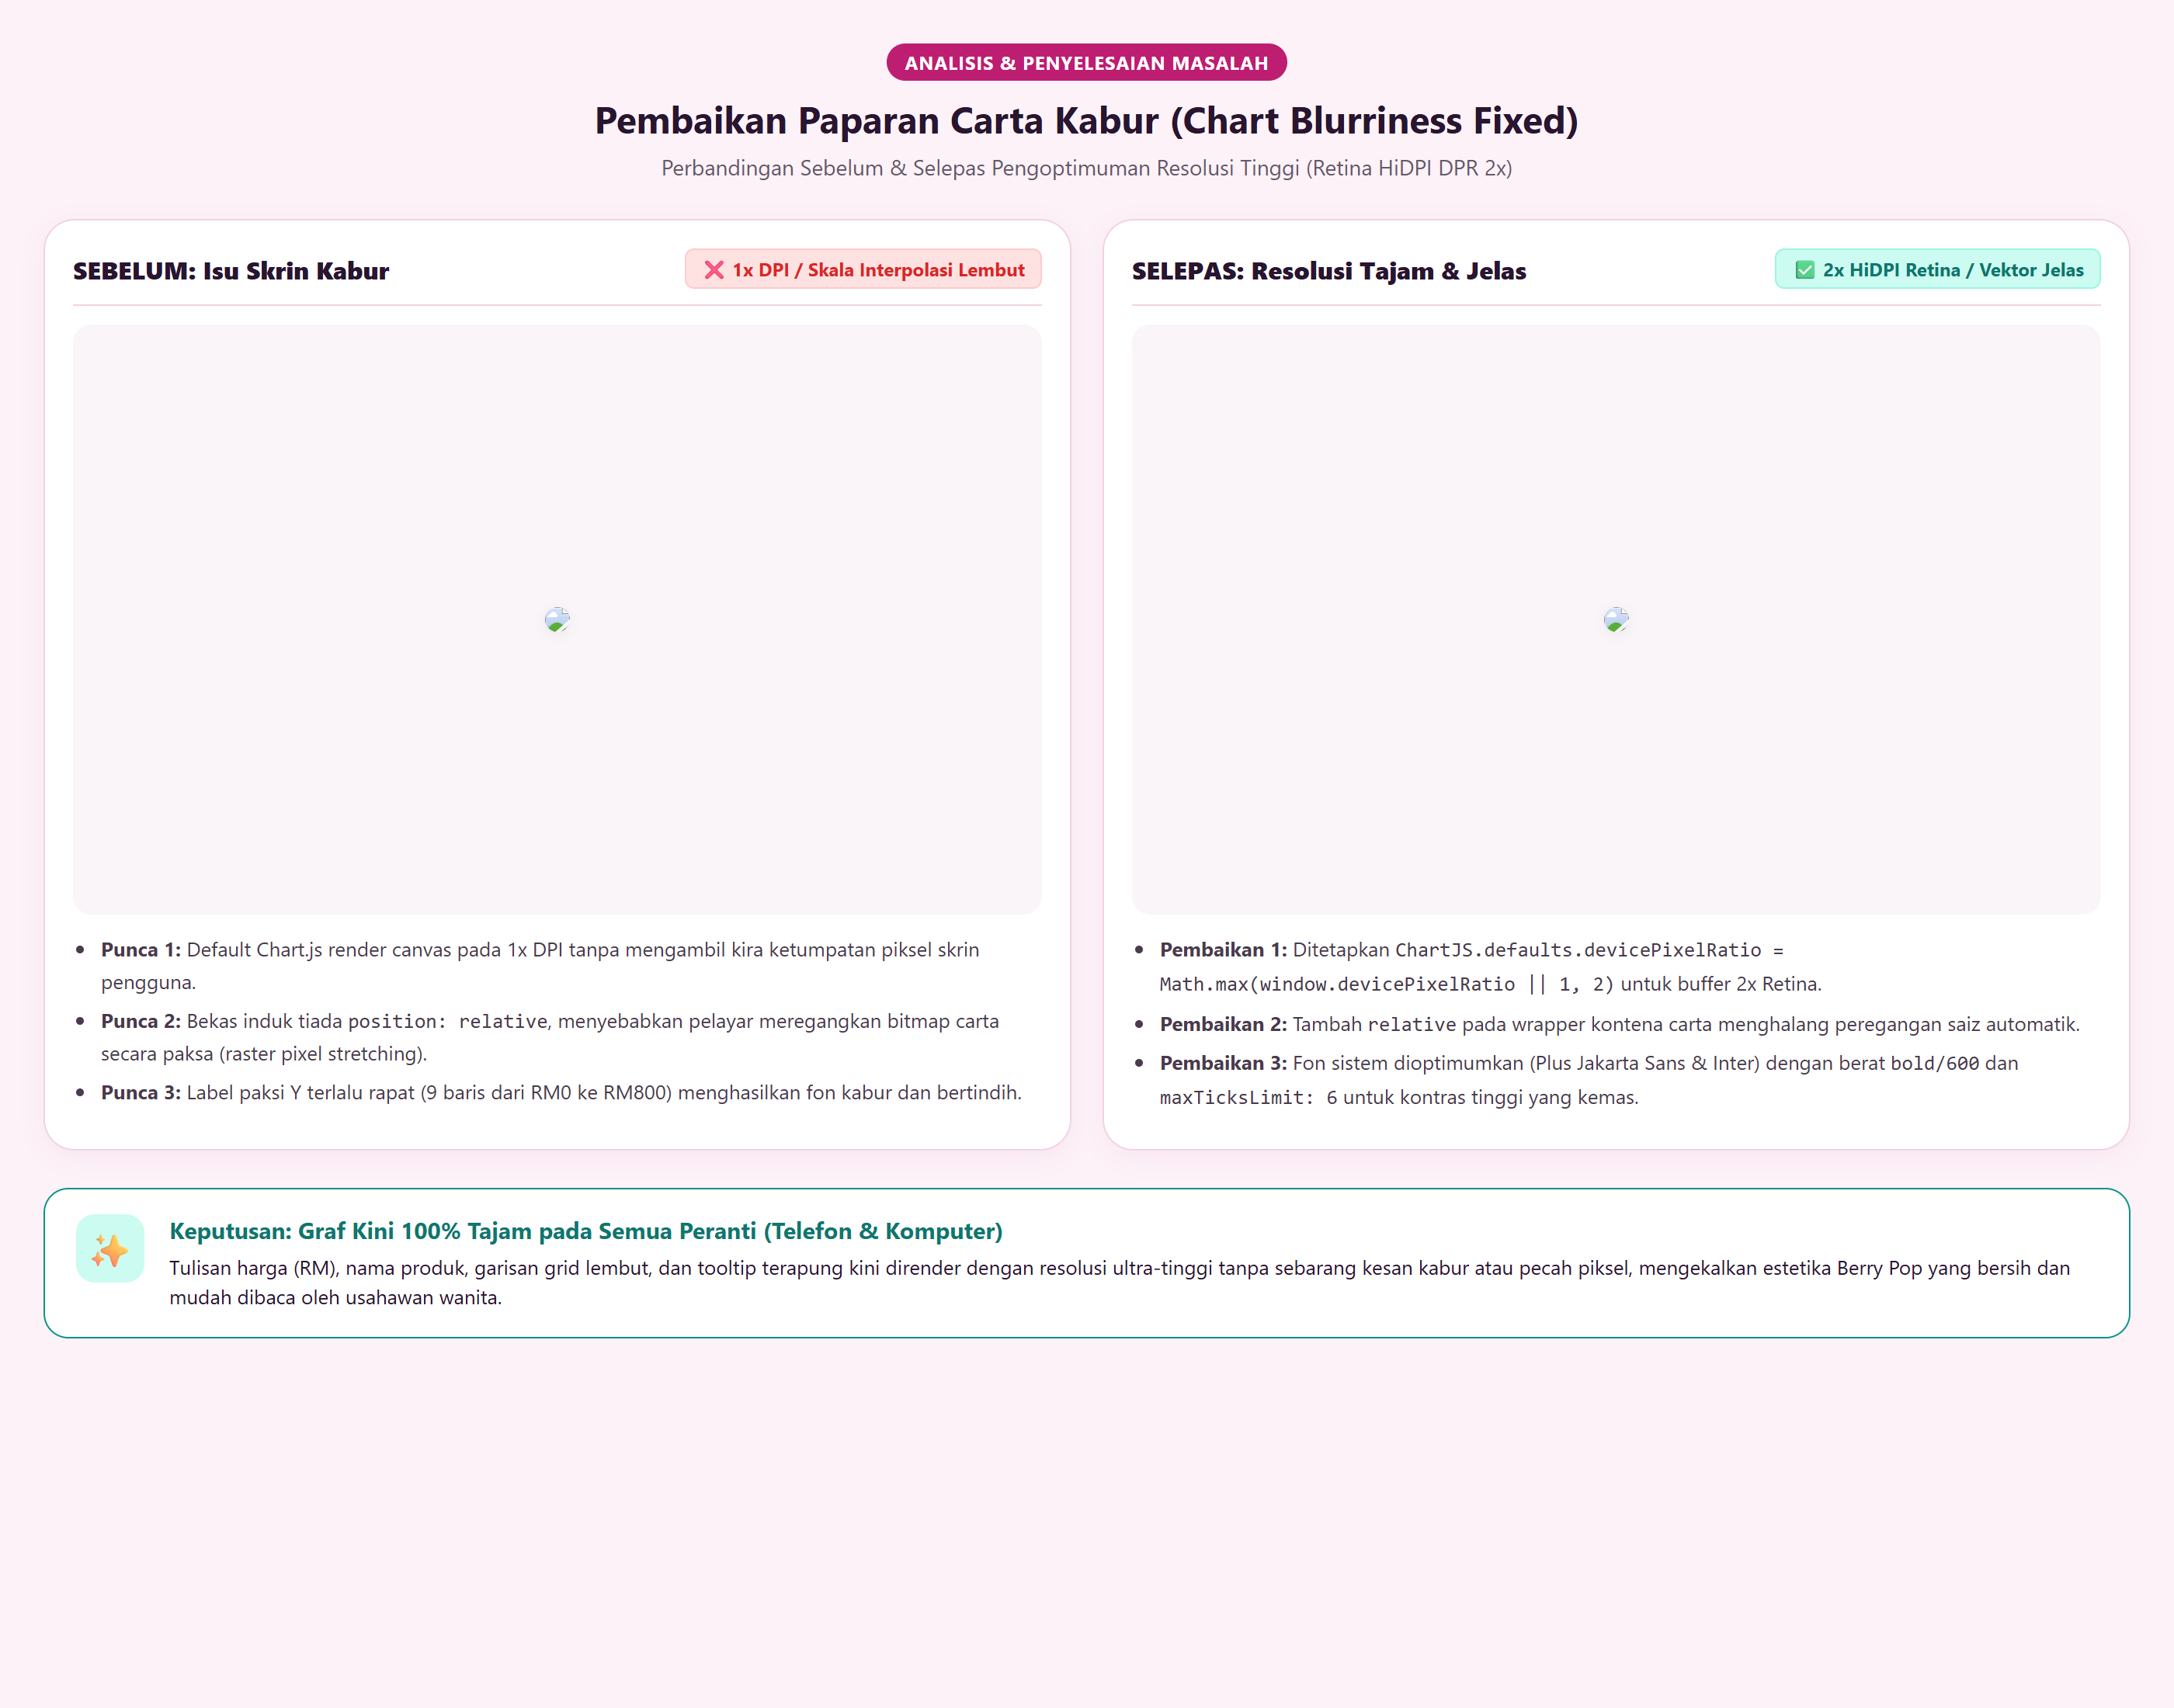 ANALISIS & PENYELESAIAN MASALAH
Pembaikan Paparan Carta Kabur (Chart Blurriness Fixed)
Perbandingan Sebelum & Selepas Pengoptimuman Resolusi Tinggi (Retina HiDPI DPR 2x)
SEBELUM: Isu Skrin Kabur
❌ 1x DPI / Skala Interpolasi Lembut
• Punca 1: Default Chart.js render canvas pada 1x DPI tanpa mengambil kira ketumpatan piksel skrin
pengguna.
• Punca 2: Bekas induk tiada position: relative, menyebabkan pelayar meregangkan bitmap carta
secara paksa (raster pixel stretching).
• Punca 3: Label paksi Y terlalu rapat (9 baris dari RM0 ke RM800) menghasilkan fon kabur dan bertindih.
SELEPAS: Resolusi Tajam & Jelas
✅ 2x HiDPI Retina / Vektor Jelas
• Pembaikan 1: Ditetapkan ChartJS.defaults.devicePixelRatio =
Math.max(window.devicePixelRatio || 1, 2) untuk buffer 2x Retina.
• Pembaikan 2: Tambah relative pada wrapper kontena carta menghalang peregangan saiz automatik.
• Pembaikan 3: Fon sistem dioptimumkan (Plus Jakarta Sans & Inter) dengan berat bold/600 dan
maxTicksLimit: 6 untuk kontras tinggi yang kemas.
Keputusan: Graf Kini 100% Tajam pada Semua Peranti (Telefon & Komputer)
Tulisan harga (RM), nama produk, garisan grid lembut, dan tooltip terapung kini dirender dengan resolusi ultra-tinggi tanpa sebarang kesan kabur atau pecah piksel, mengekalkan estetika Berry Pop yang bersih dan
mudah dibaca oleh usahawan wanita.